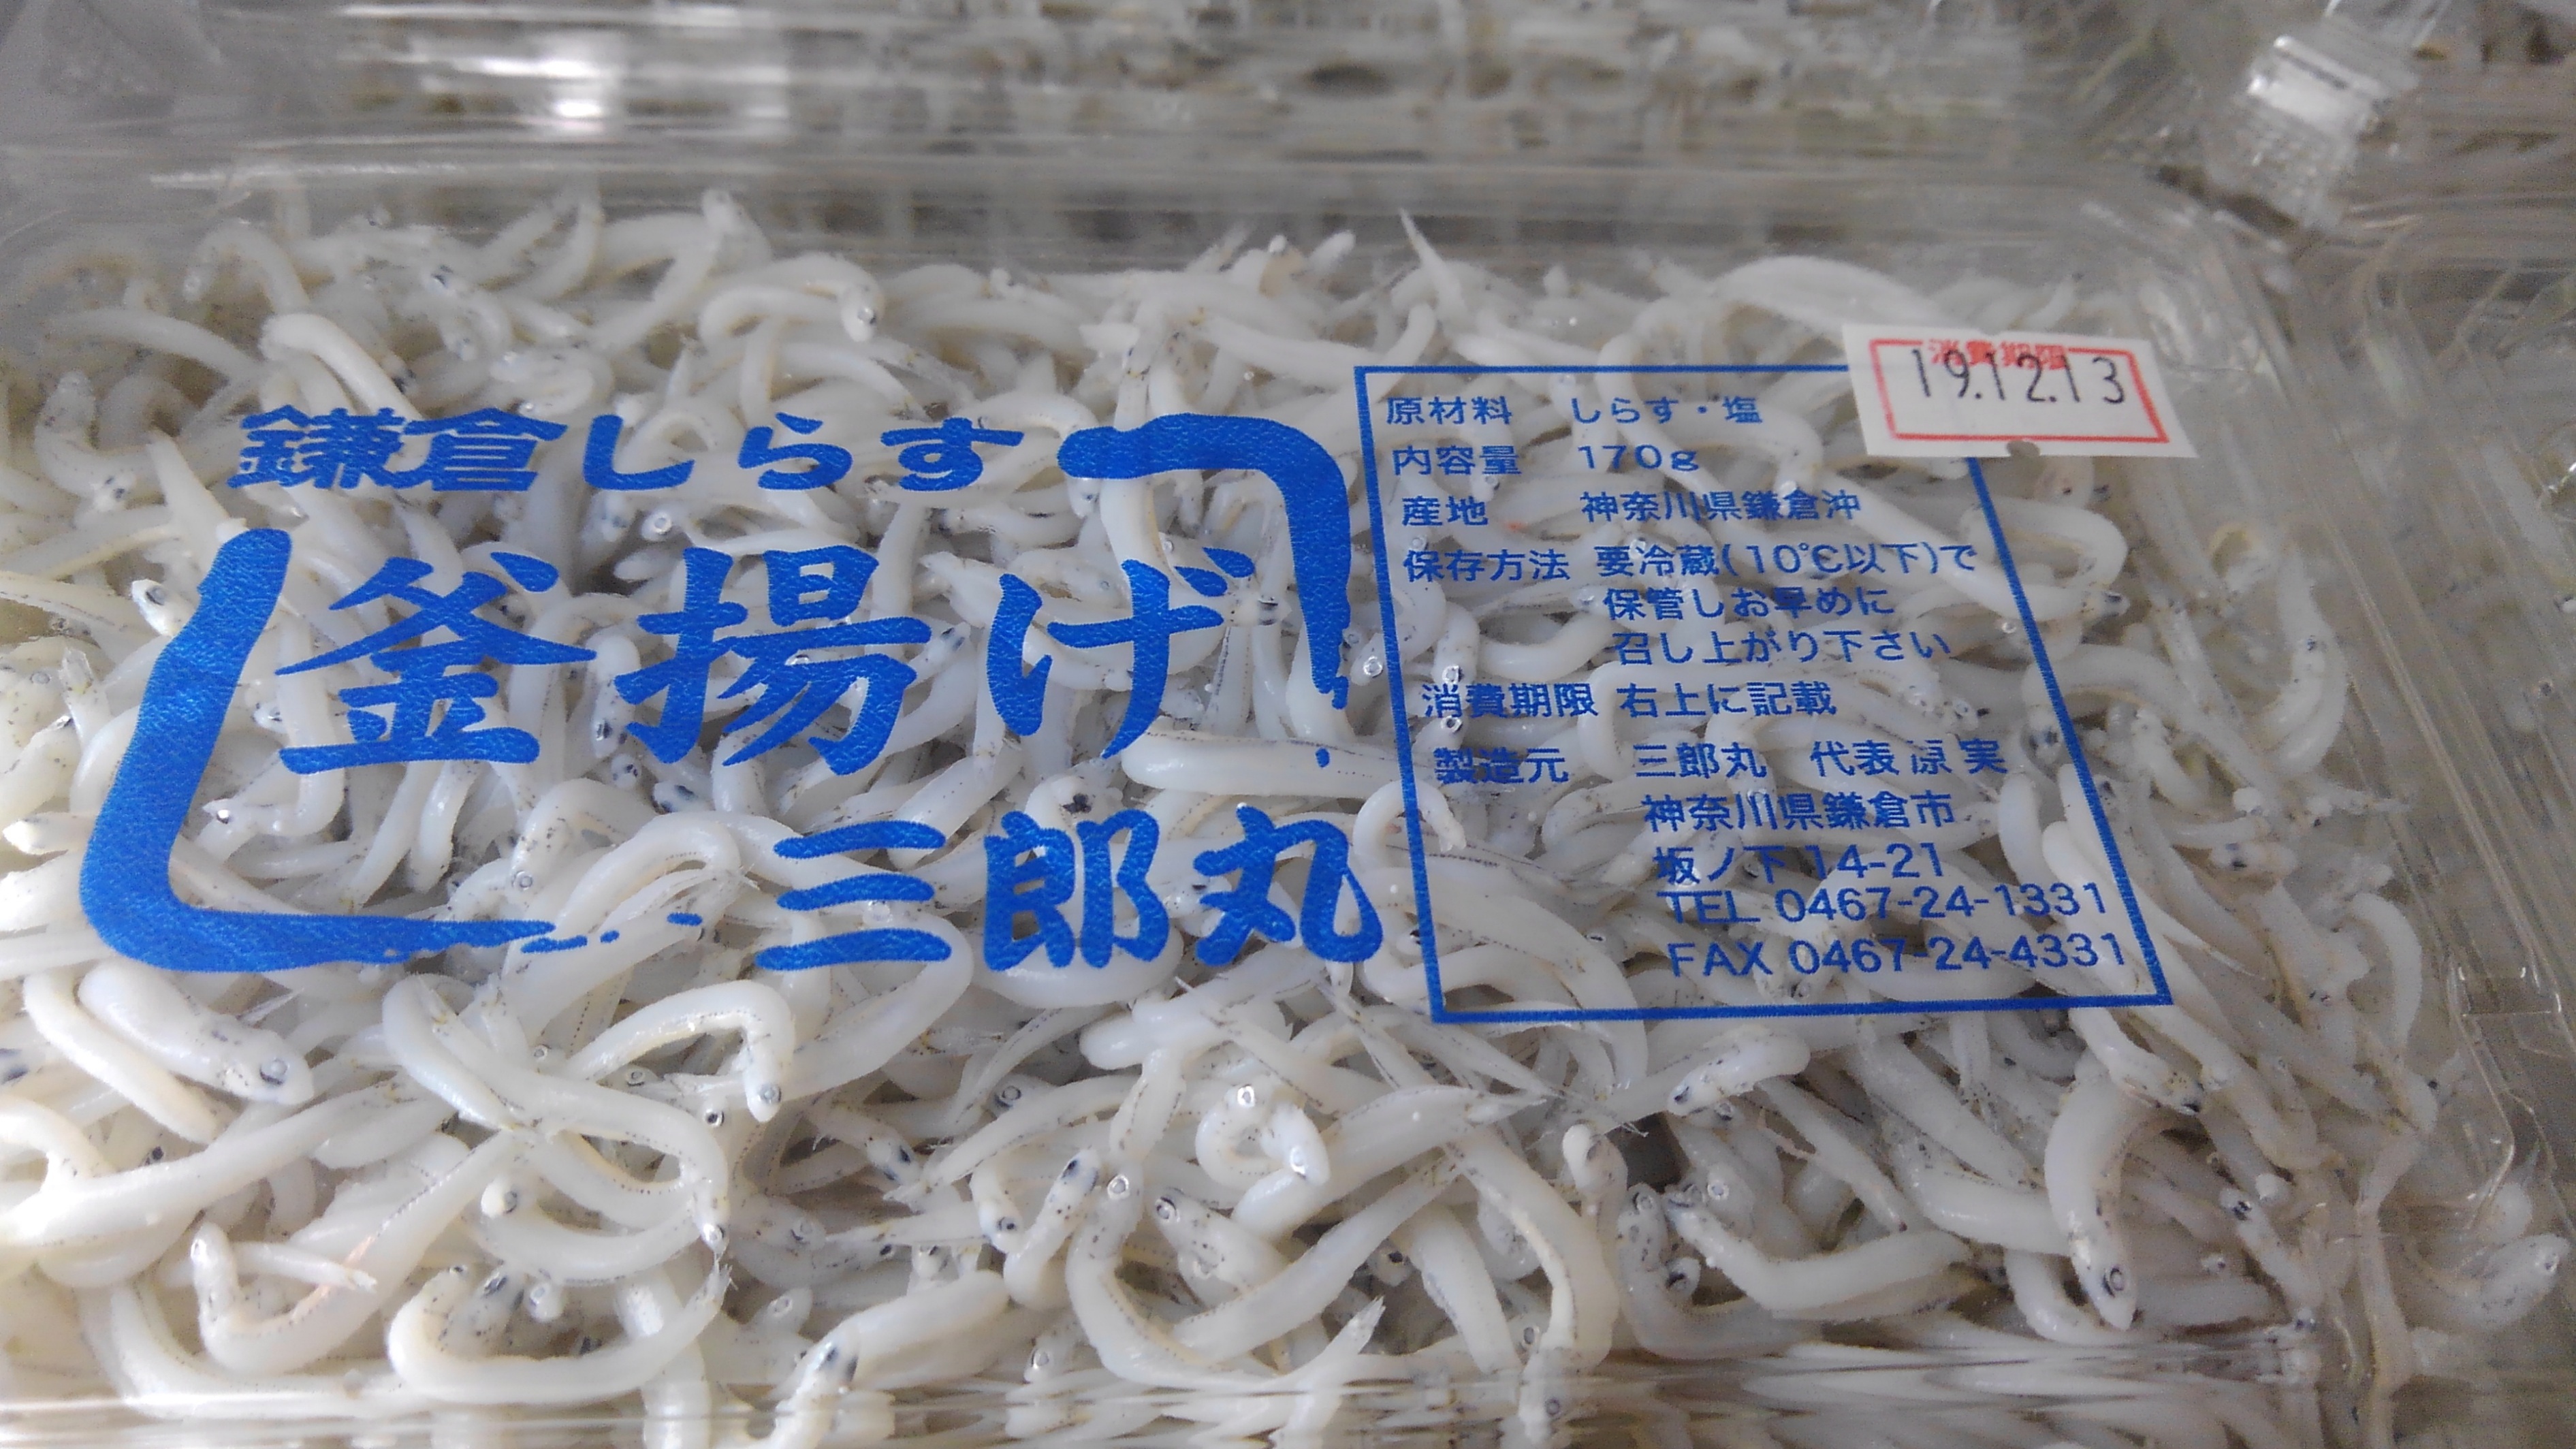 鎌倉しらす
釜揚げ
三郎丸
消費期限
19.12.13
原材料 しらす・塩
内容量 170g
産地 神奈川県鎌倉沖
保存方法 要冷蔵(10℃以下)で
保管しお早めに
召し上がり下さい
消費期限 右上に記載
製造元 三郎丸 代表 原 実
神奈川県鎌倉市
坂ノ下14-21
TEL 0467-24-1331
FAX 0467-24-4331